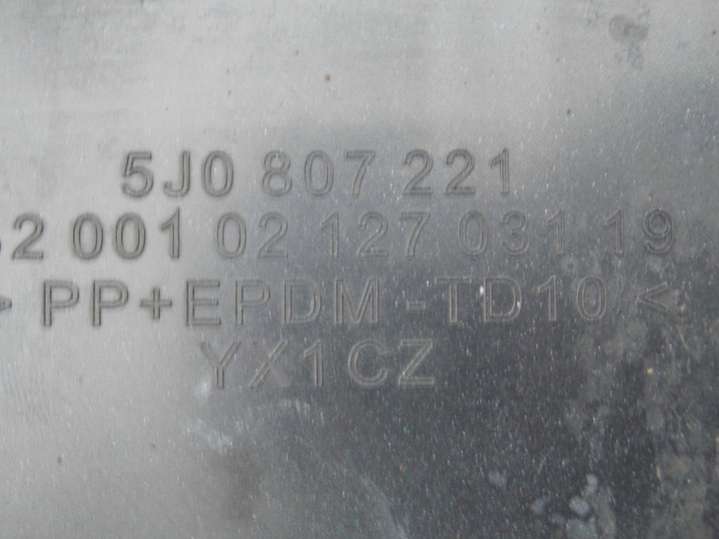 5J0 807 221
2 001 02 127 031 19
> PP+EPDM -TD10 <
YX1CZ